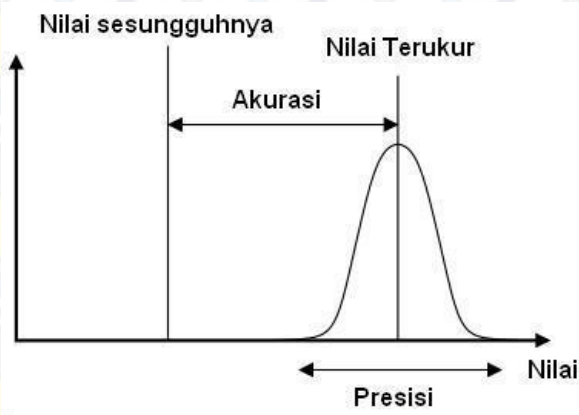 Nilai sesungguhnya
Nilai Terukur
Akurasi
Nilai
Presisi